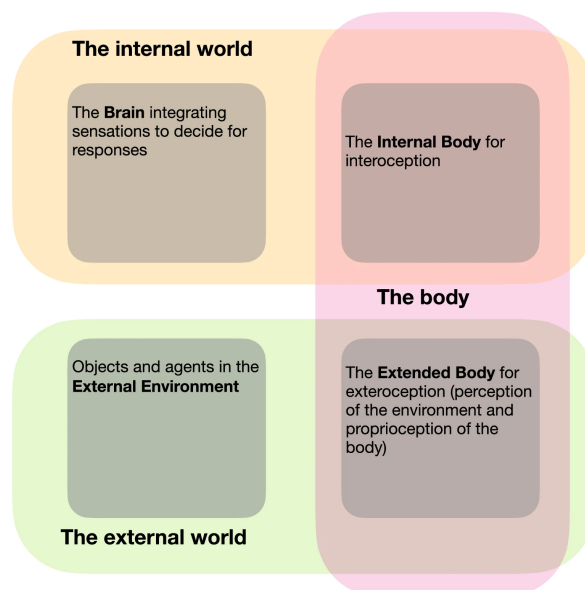 The internal world
The Brain integrating
sensations to decide for
responses
The Internal Body for
interoception
The body
Objects and agents in the
External Environment
The Extended Body for
exteroception (perception
of the environment and
proprioception of the
body)
The external world